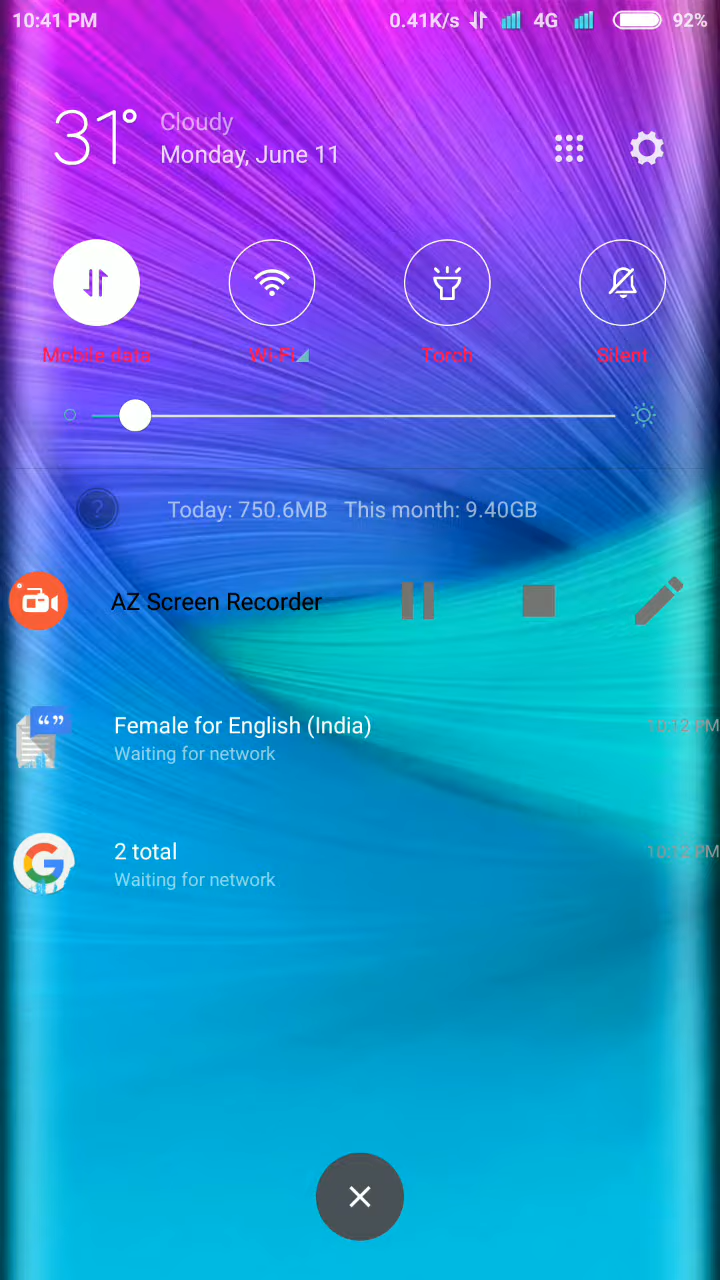 10:41 PM 0.41K/s 4G 92%
31° Cloudy
Monday, June 11
Mobile data Wi-Fi Torch Silent
? Today: 750.6MB This month: 9.40GB
AZ Screen Recorder
Female for English (India) 10:12 PM
Waiting for network
2 total 10:12 PM
Waiting for network